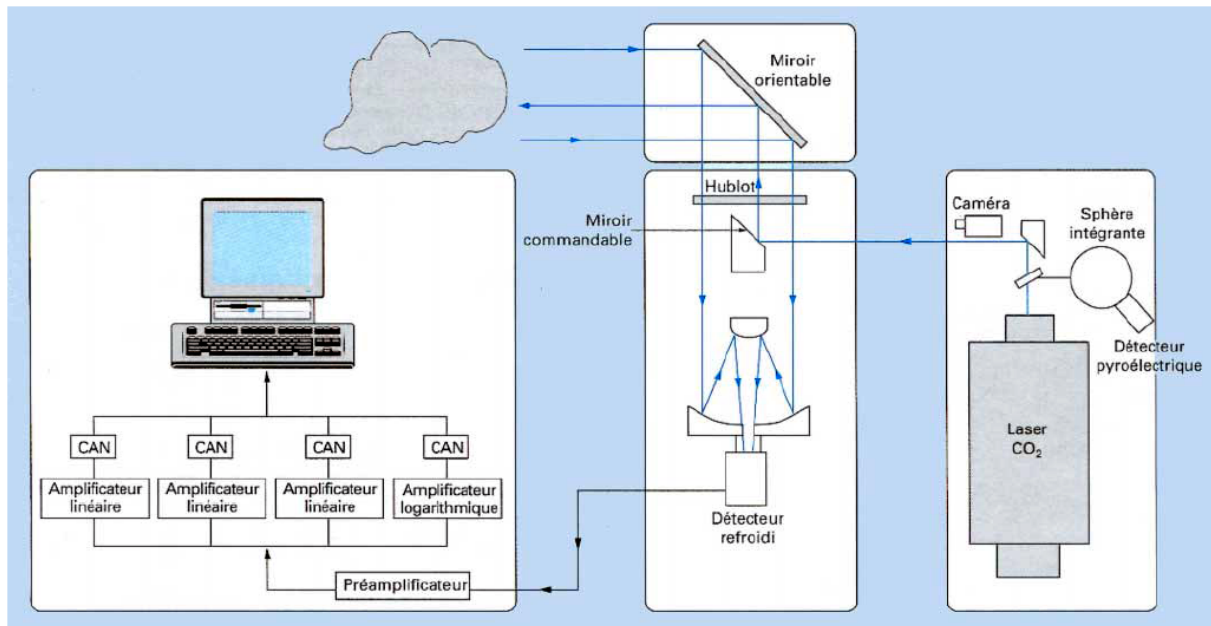 Miroir
orientable
Hublot
Miroir
commandable
Caméra
Sphère
intégrante
Détecteur
pyroélectrique
Laser
CO₂
Détecteur
refroidi
CAN
CAN
CAN
CAN
Amplificateur
linéaire
Amplificateur
linéaire
Amplificateur
linéaire
Amplificateur
logarithmique
Préamplificateur